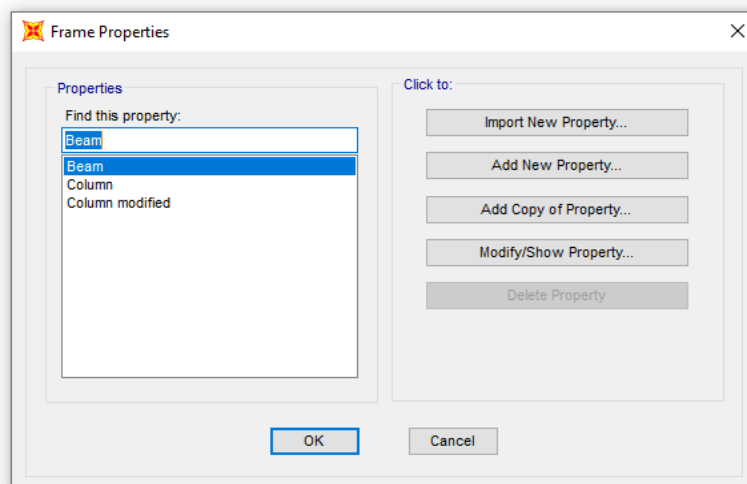 Frame Properties
Properties
Find this property:
Beam
Beam
Column
Column modified
Click to:
Import New Property...
Add New Property...
Add Copy of Property...
Modify/Show Property...
Delete Property
OK
Cancel